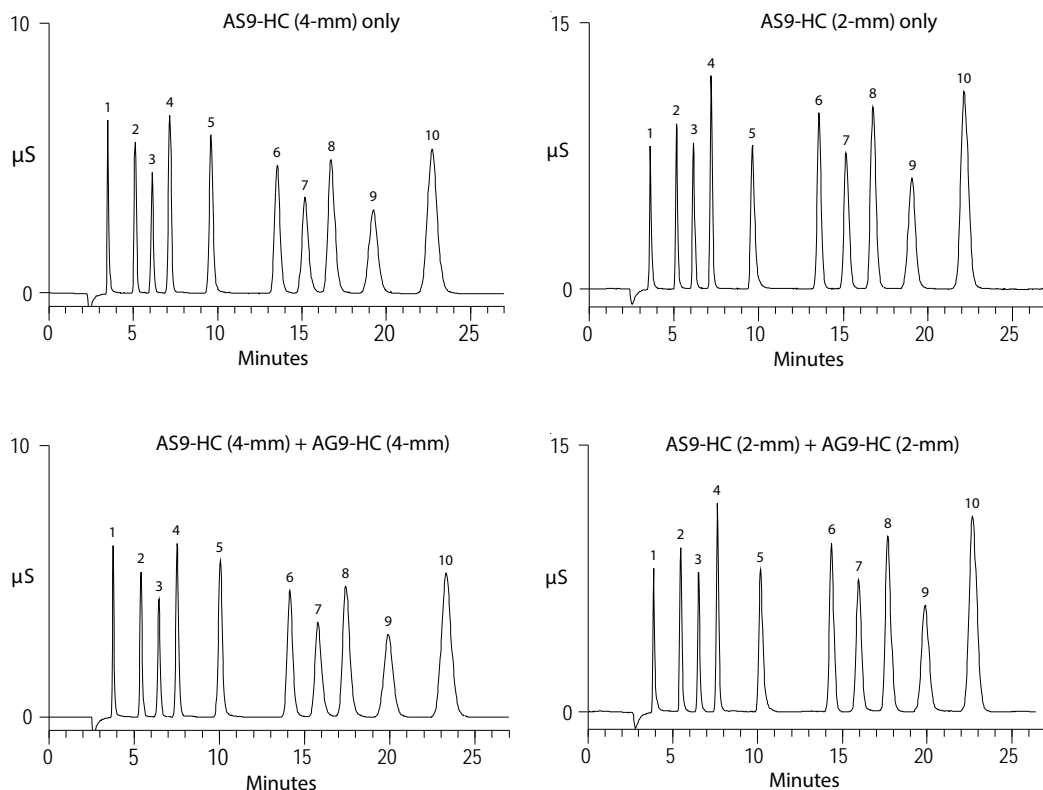 AS9-HC (4-mm) only
10
µS
0
1 2 3 4 5 6 7 8 9 10
0 5 10 15 20 25
Minutes
AS9-HC (2-mm) only
15
µS
0
1 2 3 4 5 6 7 8 9 10
0 5 10 15 20 25
Minutes
AS9-HC (4-mm) + AG9-HC (4-mm)
10
µS
0
1 2 3 4 5 6 7 8 9 10
0 5 10 15 20 25
Minutes
AS9-HC (2-mm) + AG9-HC (2-mm)
15
µS
0
1 2 3 4 5 6 7 8 9 10
0 5 10 15 20 25
Minutes